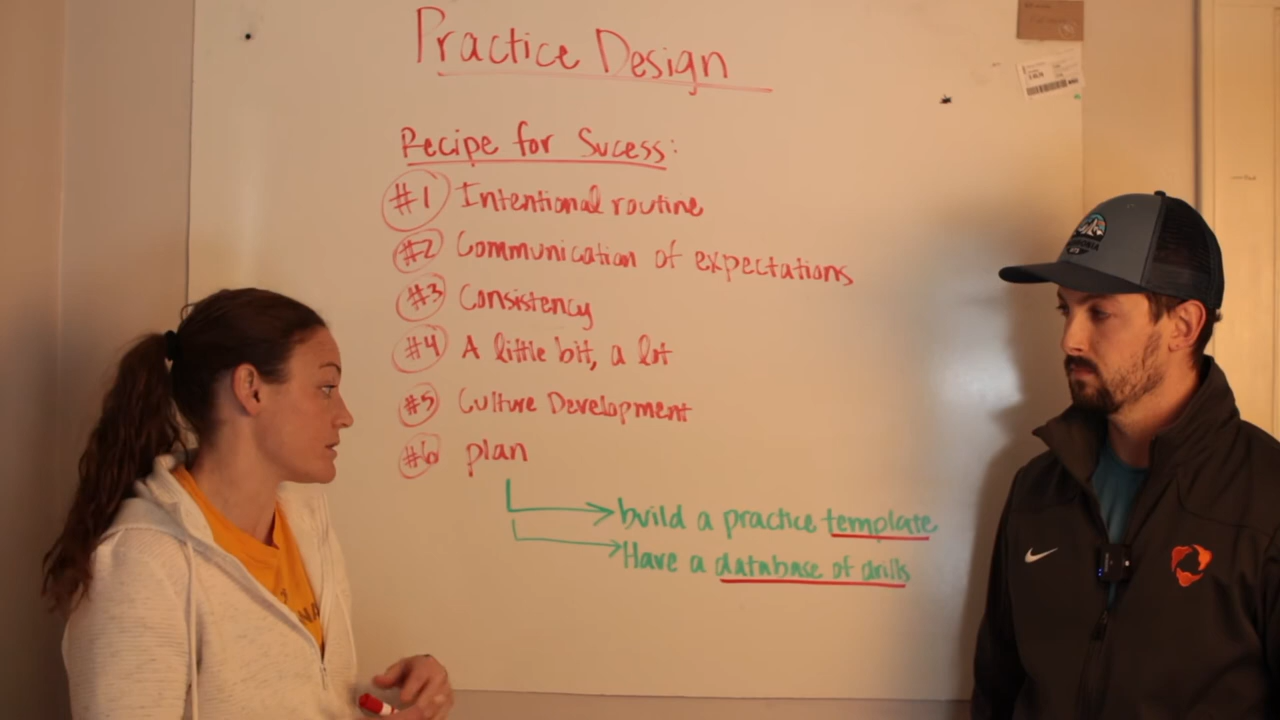 Practice Design
Recipe for Sucess:
#1 Intentional routine
#2 Communication of expectations
#3 Consistency
#4 A little bit, a lot
#5 Culture Development
#6 plan
build a practice template
Have a database of drills